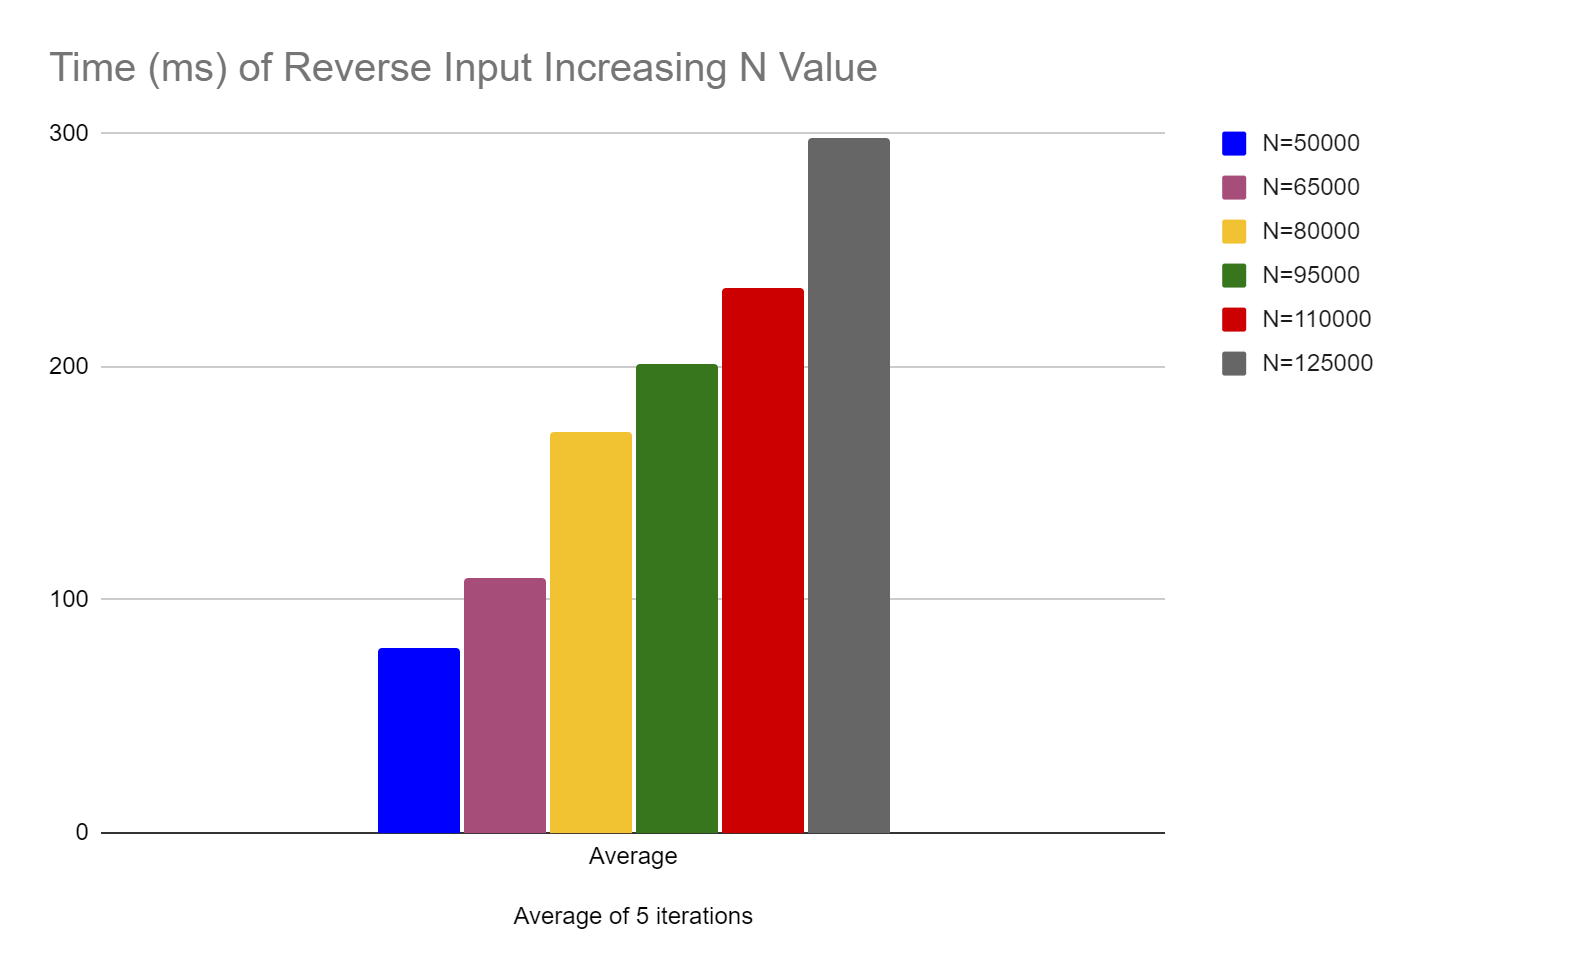 Time (ms) of Reverse Input Increasing N Value
300
200
100
0
Average
Average of 5 iterations
N=50000
N=65000
N=80000
N=95000
N=110000
N=125000